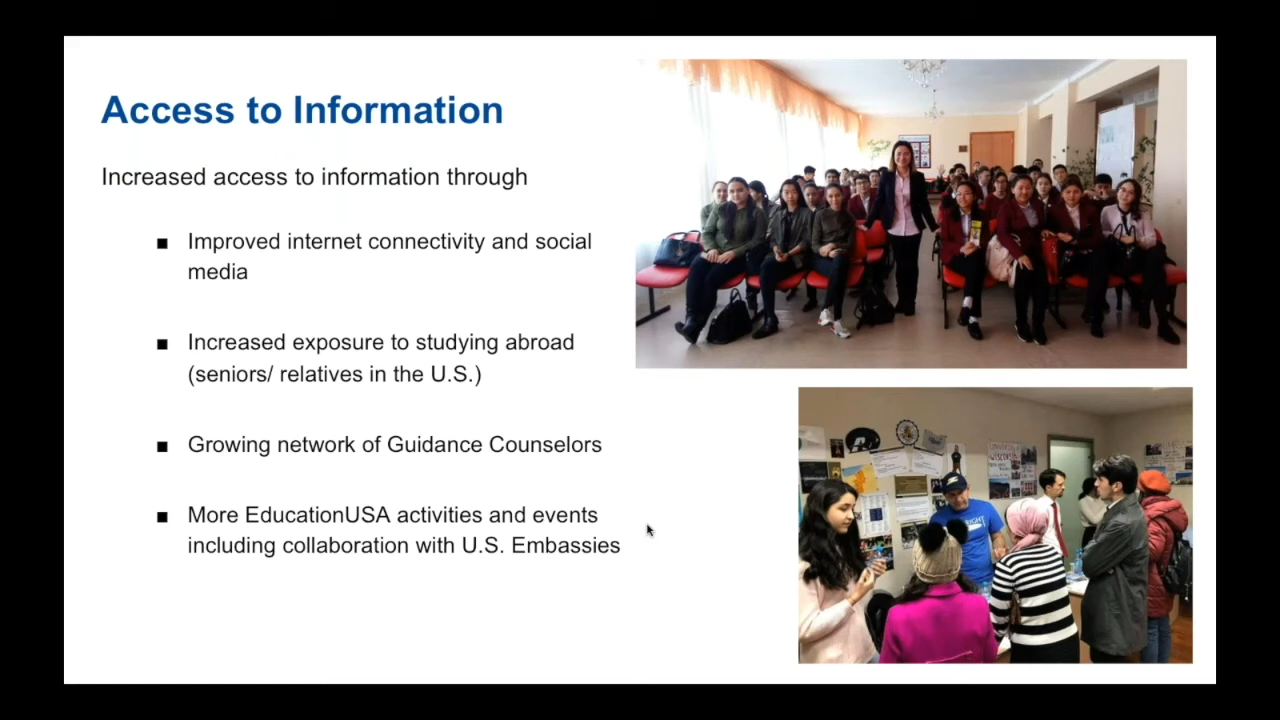 Access to Information
Increased access to information through
■ Improved internet connectivity and social
media
■ Increased exposure to studying abroad
(seniors/ relatives in the U.S.)
■ Growing network of Guidance Counselors
■ More EducationUSA activities and events
including collaboration with U.S. Embassies